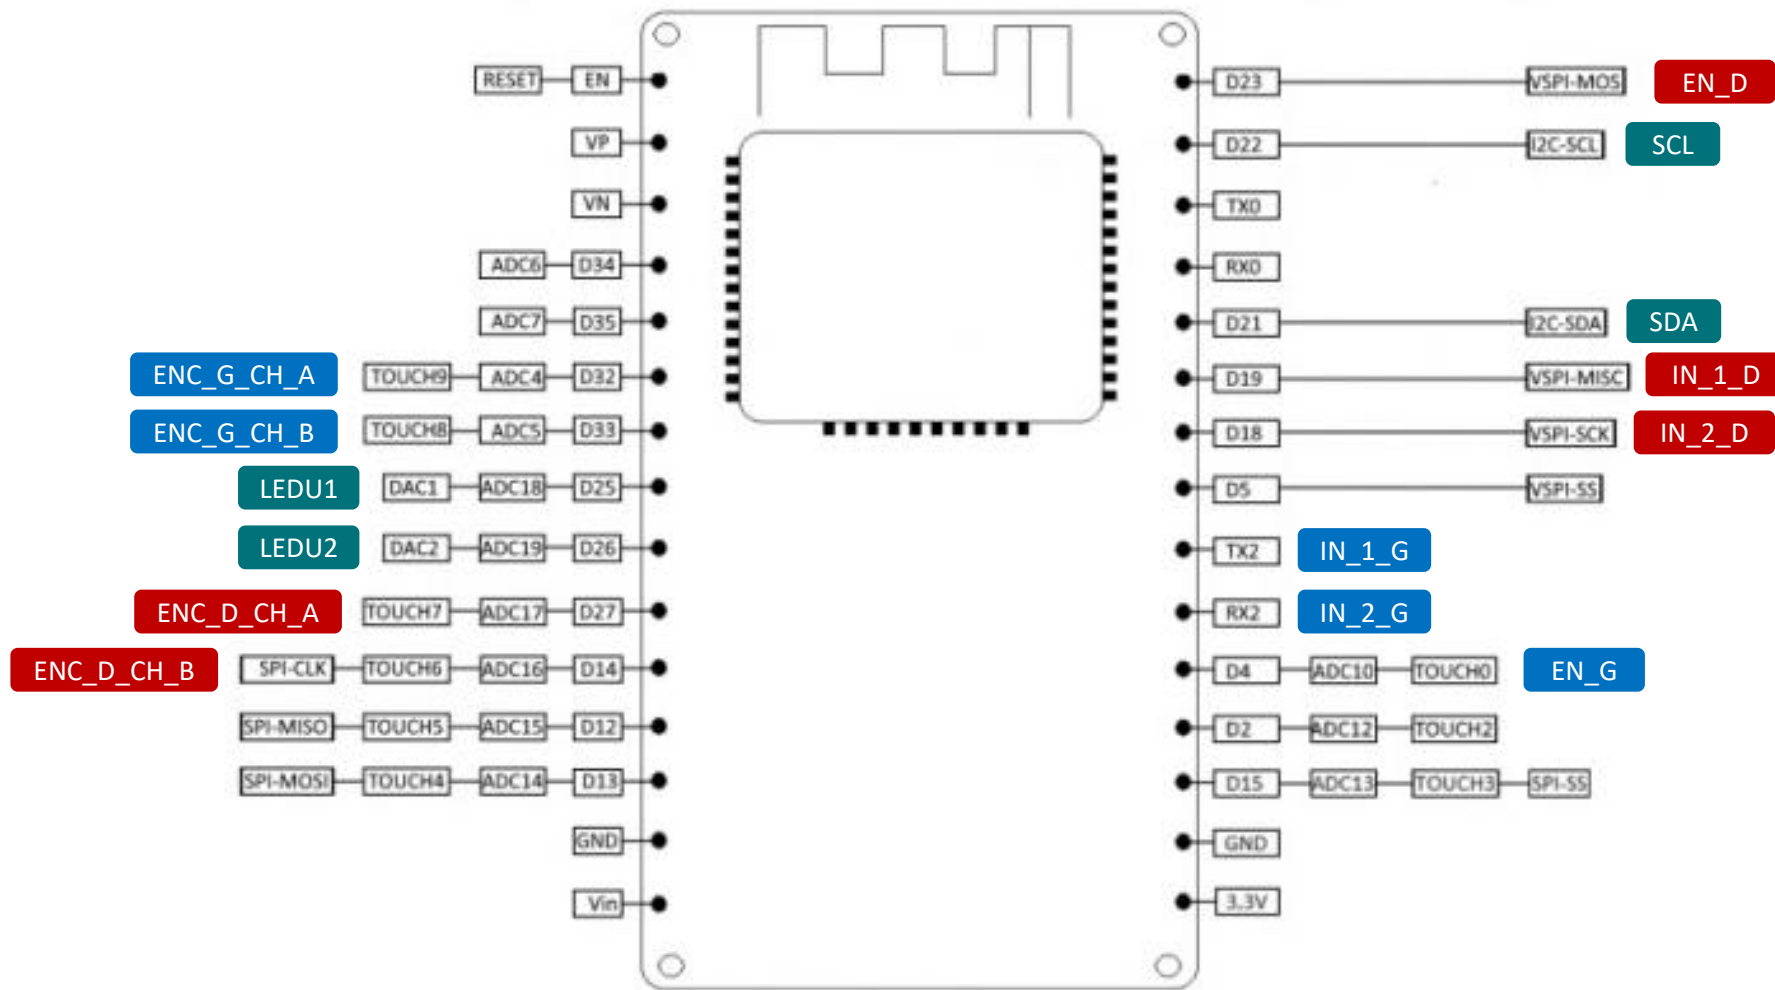 RESET EN D23 VSPI-MOS EN_D
VP D22 I2C-SCL SCL
VN TX0
ADC6 D34 RX0
ADC7 D35 D21 I2C-SDA SDA
ENC_G_CH_A TOUCH9 ADC4 D32 D19 VSPI-MISC IN_1_D
ENC_G_CH_B TOUCH8 ADC5 D33 D18 VSPI-SCK IN_2_D
LEDU1 DAC1 ADC18 D25 D5 VSPI-SS
LEDU2 DAC2 ADC19 D26 TX2 IN_1_G
ENC_D_CH_A TOUCH7 ADC17 D27 RX2 IN_2_G
ENC_D_CH_B SPI-CLK TOUCH6 ADC16 D14 D4 ADC10 TOUCH0 EN_G
SPI-MISO TOUCH5 ADC15 D12 D2 ADC12 TOUCH2
SPI-MOSI TOUCH4 ADC14 D13 D15 ADC13 TOUCH3 SPI-SS
GND GND
Vin 3.3V